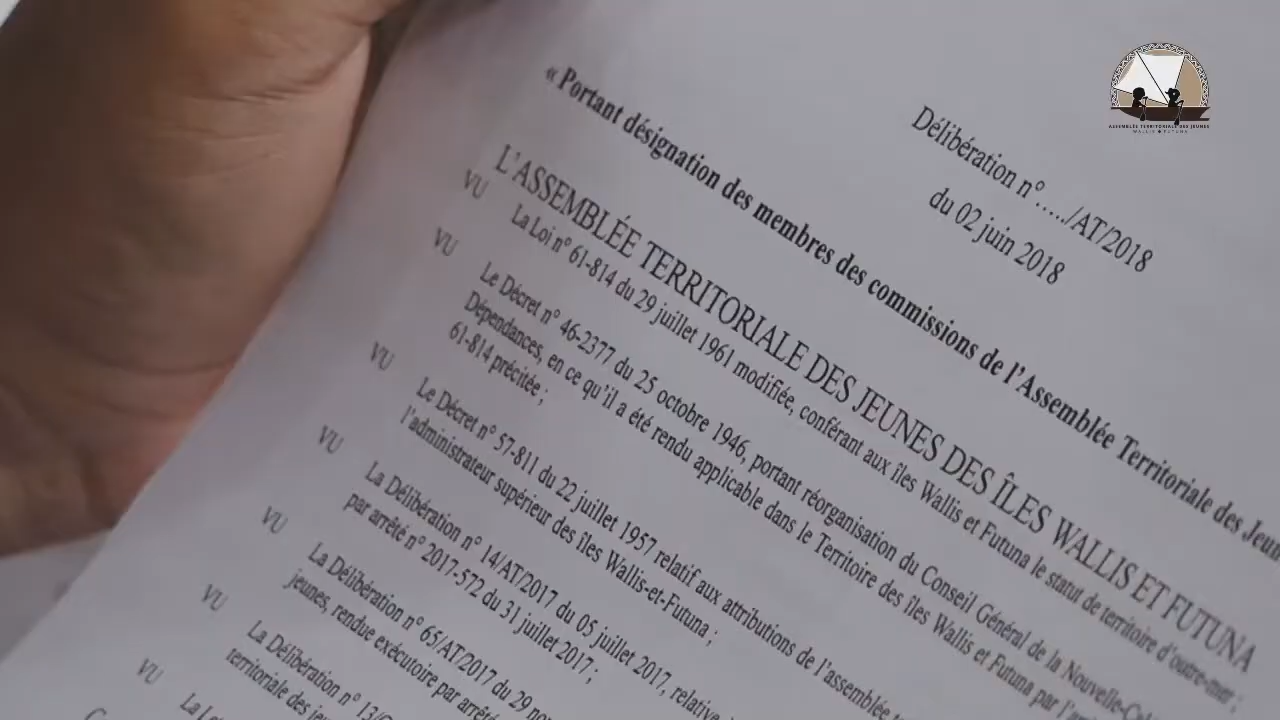 Délibération n°...../AT/2018
du 02 juin 2018
« Portant désignation des membres des commissions de l'Assemblée Territoriale des
L'ASSEMBLÉE TERRITORIALE DES JEUNES DES ÎLES WALLIS ET FUTUNA
VU La Loi n° 61-814 du 29 juillet 1961 modifiée, conférant aux îles Wallis et Futuna le statut de territoire d'outre-mer ;
VU Le Décret n° 46-2377 du 25 octobre 1946, portant réorganisation du Conseil Général de la
Dépendances, en ce qu'il a été rendu applicable dans le Territoire des îles Wallis et Futuna par
61-814 précitée ;
VU Le Décret n° 57-811 du 22 juillet 1957 relatif aux attributions de l'assemblée
l'administrateur supérieur des îles Wallis-et-Futuna ;
VU La Délibération n° 14/AT/2017 du 05 juillet 2017, relative
par arrêté n° 2017-572 du 31 juillet 2017;
VU La Délibération n° 65/AT/2017 du 29
jeunes, rendue exécutoire par
VU La Délibération n°
territoriale des
VU La
ASSEMBLÉE TERRITORIALE DES JEUNES
WALLIS FUTUNA